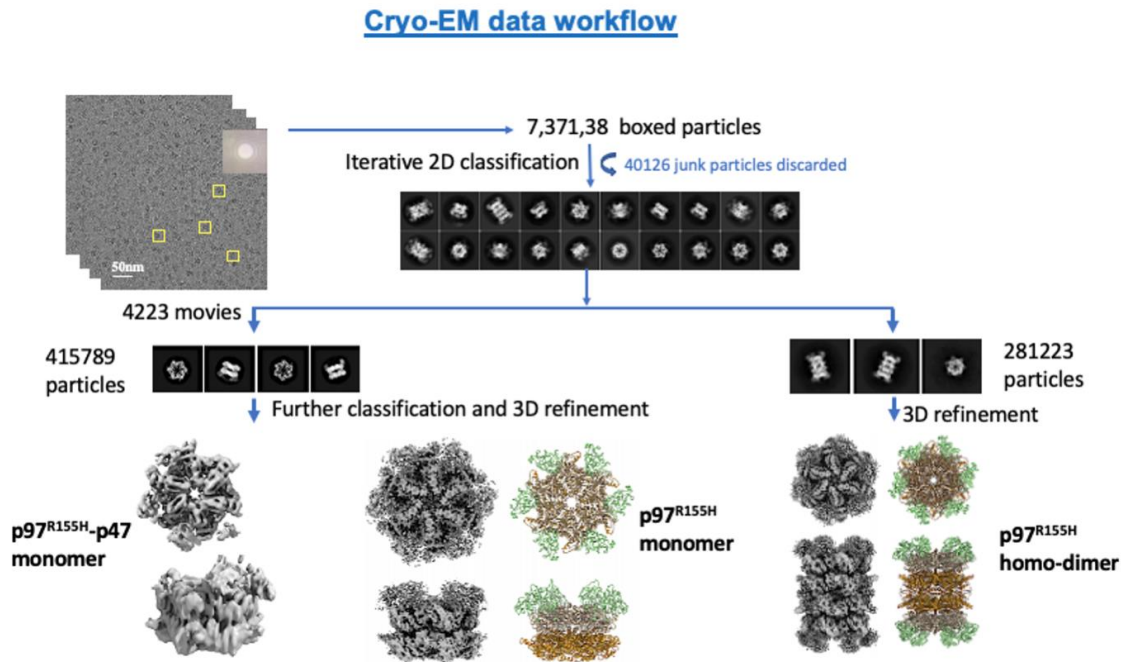 Cryo-EM data workflow
7,371,38 boxed particles
Iterative 2D classification
40126 junk particles discarded
50nm
4223 movies
415789
particles
281223
particles
Further classification and 3D refinement
3D refinement
p97R155H-p47
monomer
p97R155H
monomer
p97R155H
homo-dimer